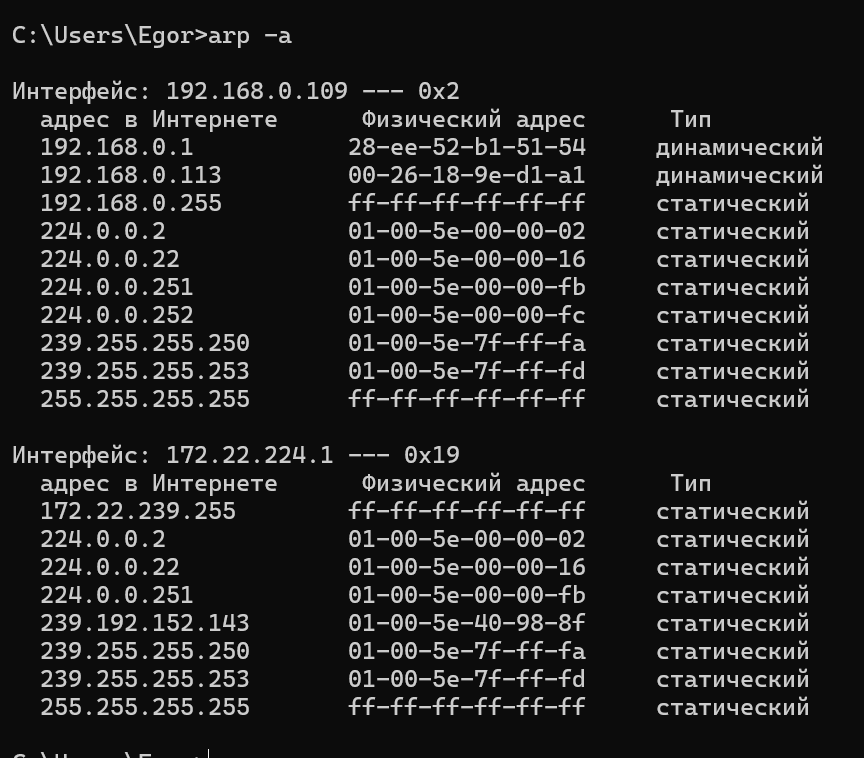 C:\Users\Egor>arp -a
Интерфейс: 192.168.0.109 --- 0x2
адрес в Интернете Физический адрес Тип
192.168.0.1 28-ee-52-b1-51-54 динамический
192.168.0.113 00-26-18-9e-d1-a1 динамический
192.168.0.255 ff-ff-ff-ff-ff-ff статический
224.0.0.2 01-00-5e-00-00-02 статический
224.0.0.22 01-00-5e-00-00-16 статический
224.0.0.251 01-00-5e-00-00-fb статический
224.0.0.252 01-00-5e-00-00-fc статический
239.255.255.250 01-00-5e-7f-ff-fa статический
239.255.255.253 01-00-5e-7f-ff-fd статический
255.255.255.255 ff-ff-ff-ff-ff-ff статический
Интерфейс: 172.22.224.1 --- 0x19
адрес в Интернете Физический адрес Тип
172.22.239.255 ff-ff-ff-ff-ff-ff статический
224.0.0.2 01-00-5e-00-00-02 статический
224.0.0.22 01-00-5e-00-00-16 статический
224.0.0.251 01-00-5e-00-00-fb статический
239.192.152.143 01-00-5e-40-98-8f статический
239.255.255.250 01-00-5e-7f-ff-fa статический
239.255.255.253 01-00-5e-7f-ff-fd статический
255.255.255.255 ff-ff-ff-ff-ff-ff статический